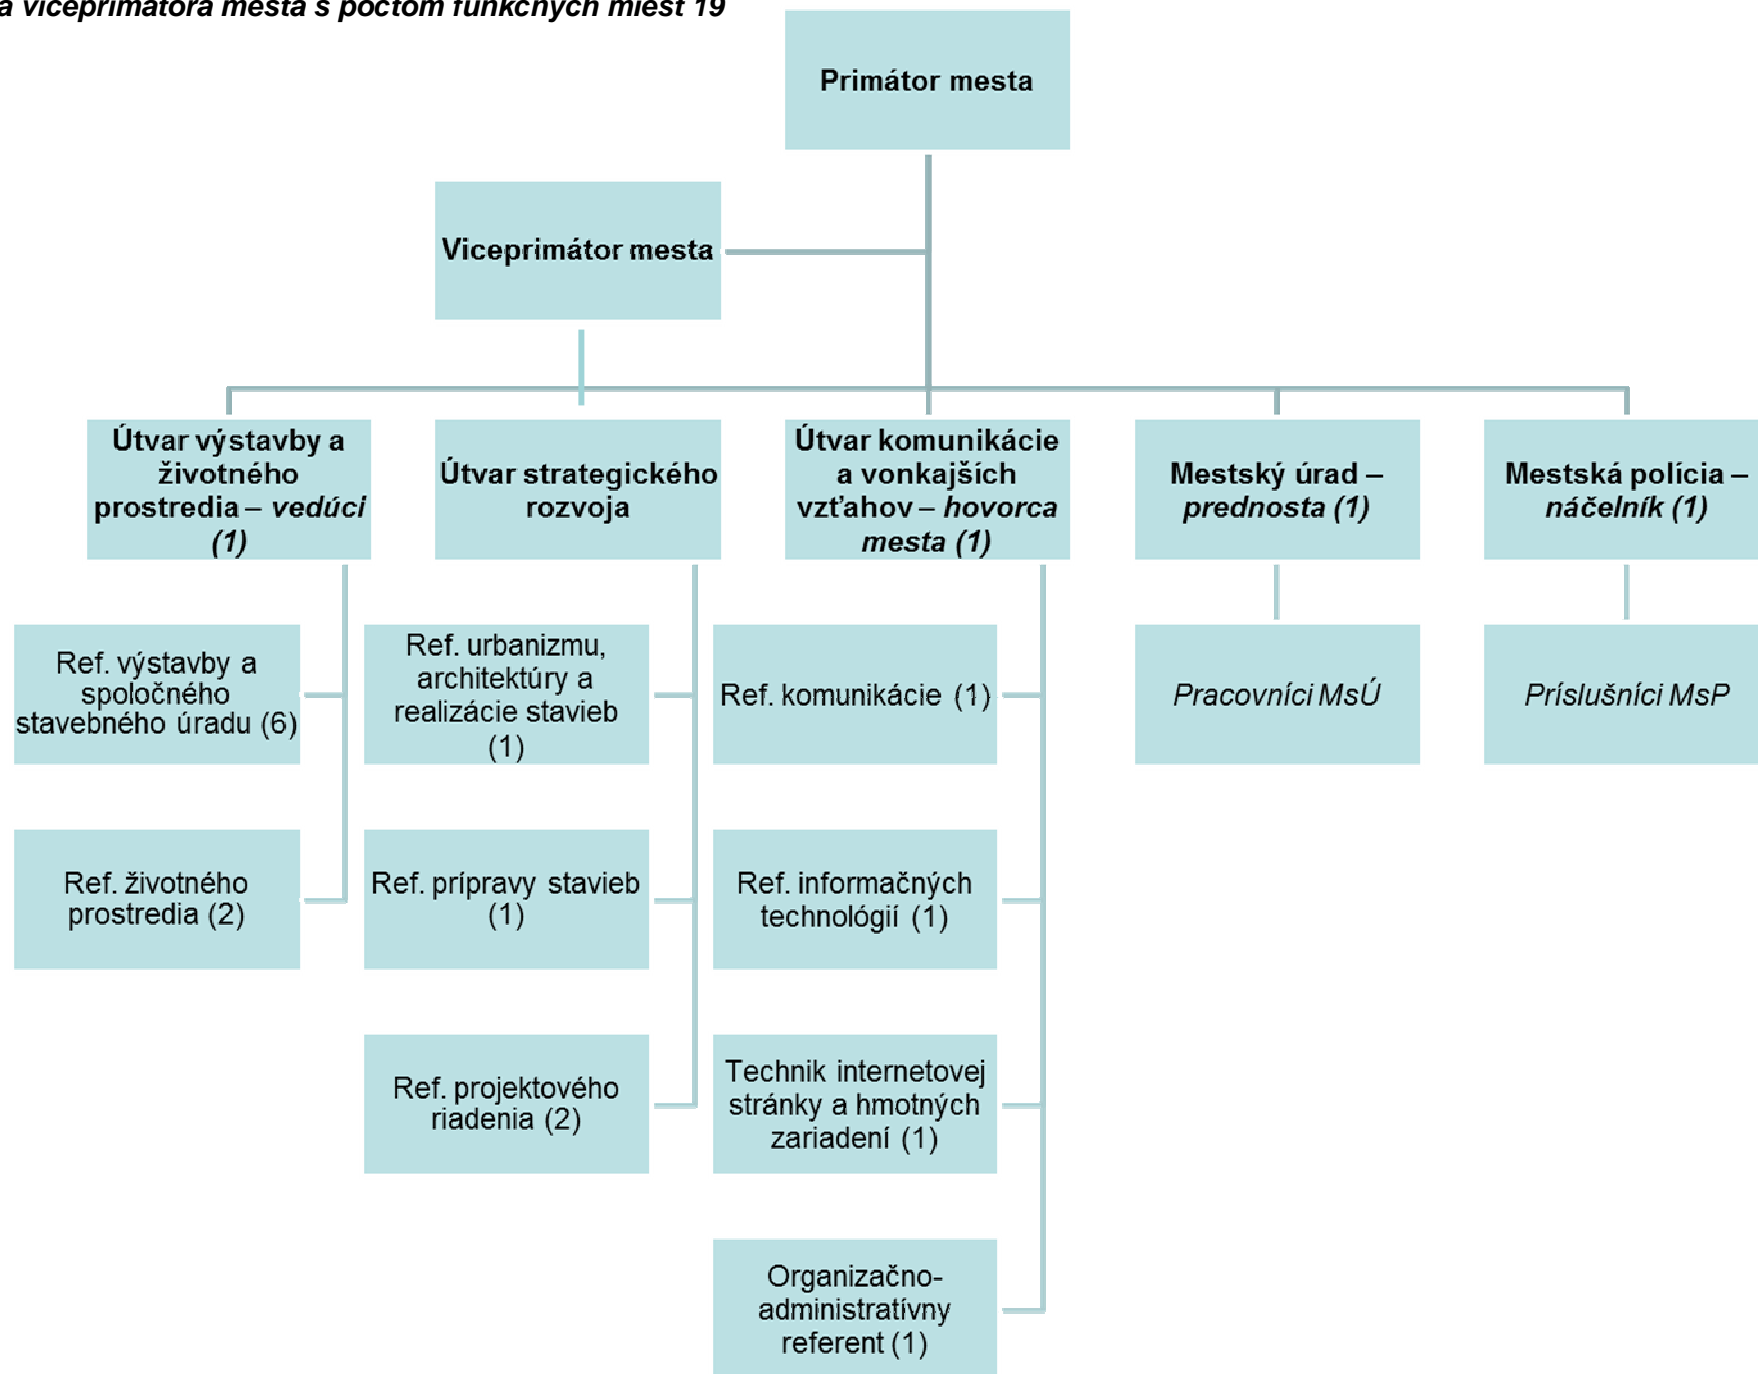 a viceprimátora mesta s počtom funkčných miest 19
Primátor mesta
Viceprimátor mesta
Útvar výstavby a
životného
prostredia – vedúci
(1)
Útvar strategického
rozvoja
Útvar komunikácie
a vonkajších
vzťahov – hovorca
mesta (1)
Mestský úrad –
prednosta (1)
Mestská polícia –
náčelník (1)
Ref. výstavby a
spoločného
stavebného úradu (6)
Ref. urbanizmu,
architektúry a
realizácie stavieb
(1)
Ref. komunikácie (1)
Pracovníci MsÚ
Príslušníci MsP
Ref. životného
prostredia (2)
Ref. prípravy stavieb
(1)
Ref. informačných
technológií (1)
Ref. projektového
riadenia (2)
Technik internetovej
stránky a hmotných
zariadení (1)
Organizačno-
administratívny
referent (1)